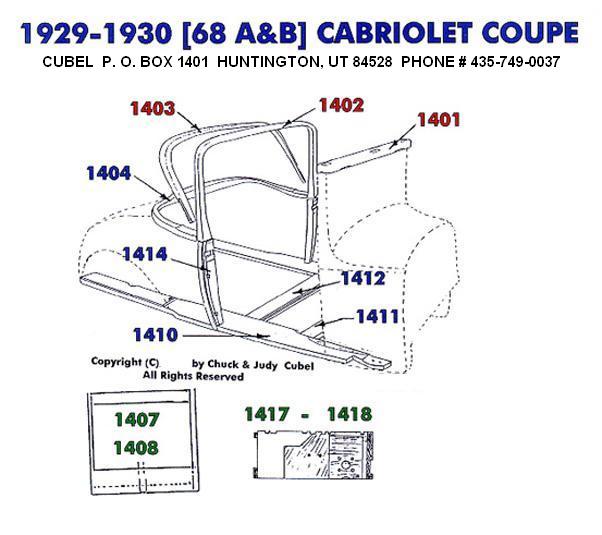 1929-1930 [68 A&B] CABRIOLET COUPE
CUBEL P. O. BOX 1401 HUNTINGTON, UT 84528 PHONE # 435-749-0037
1403
1402
1401
1404
1414
1412
1411
1410
Copyright (C) by Chuck & Judy Cubel
All Rights Reserved
1407
1408
1417 - 1418